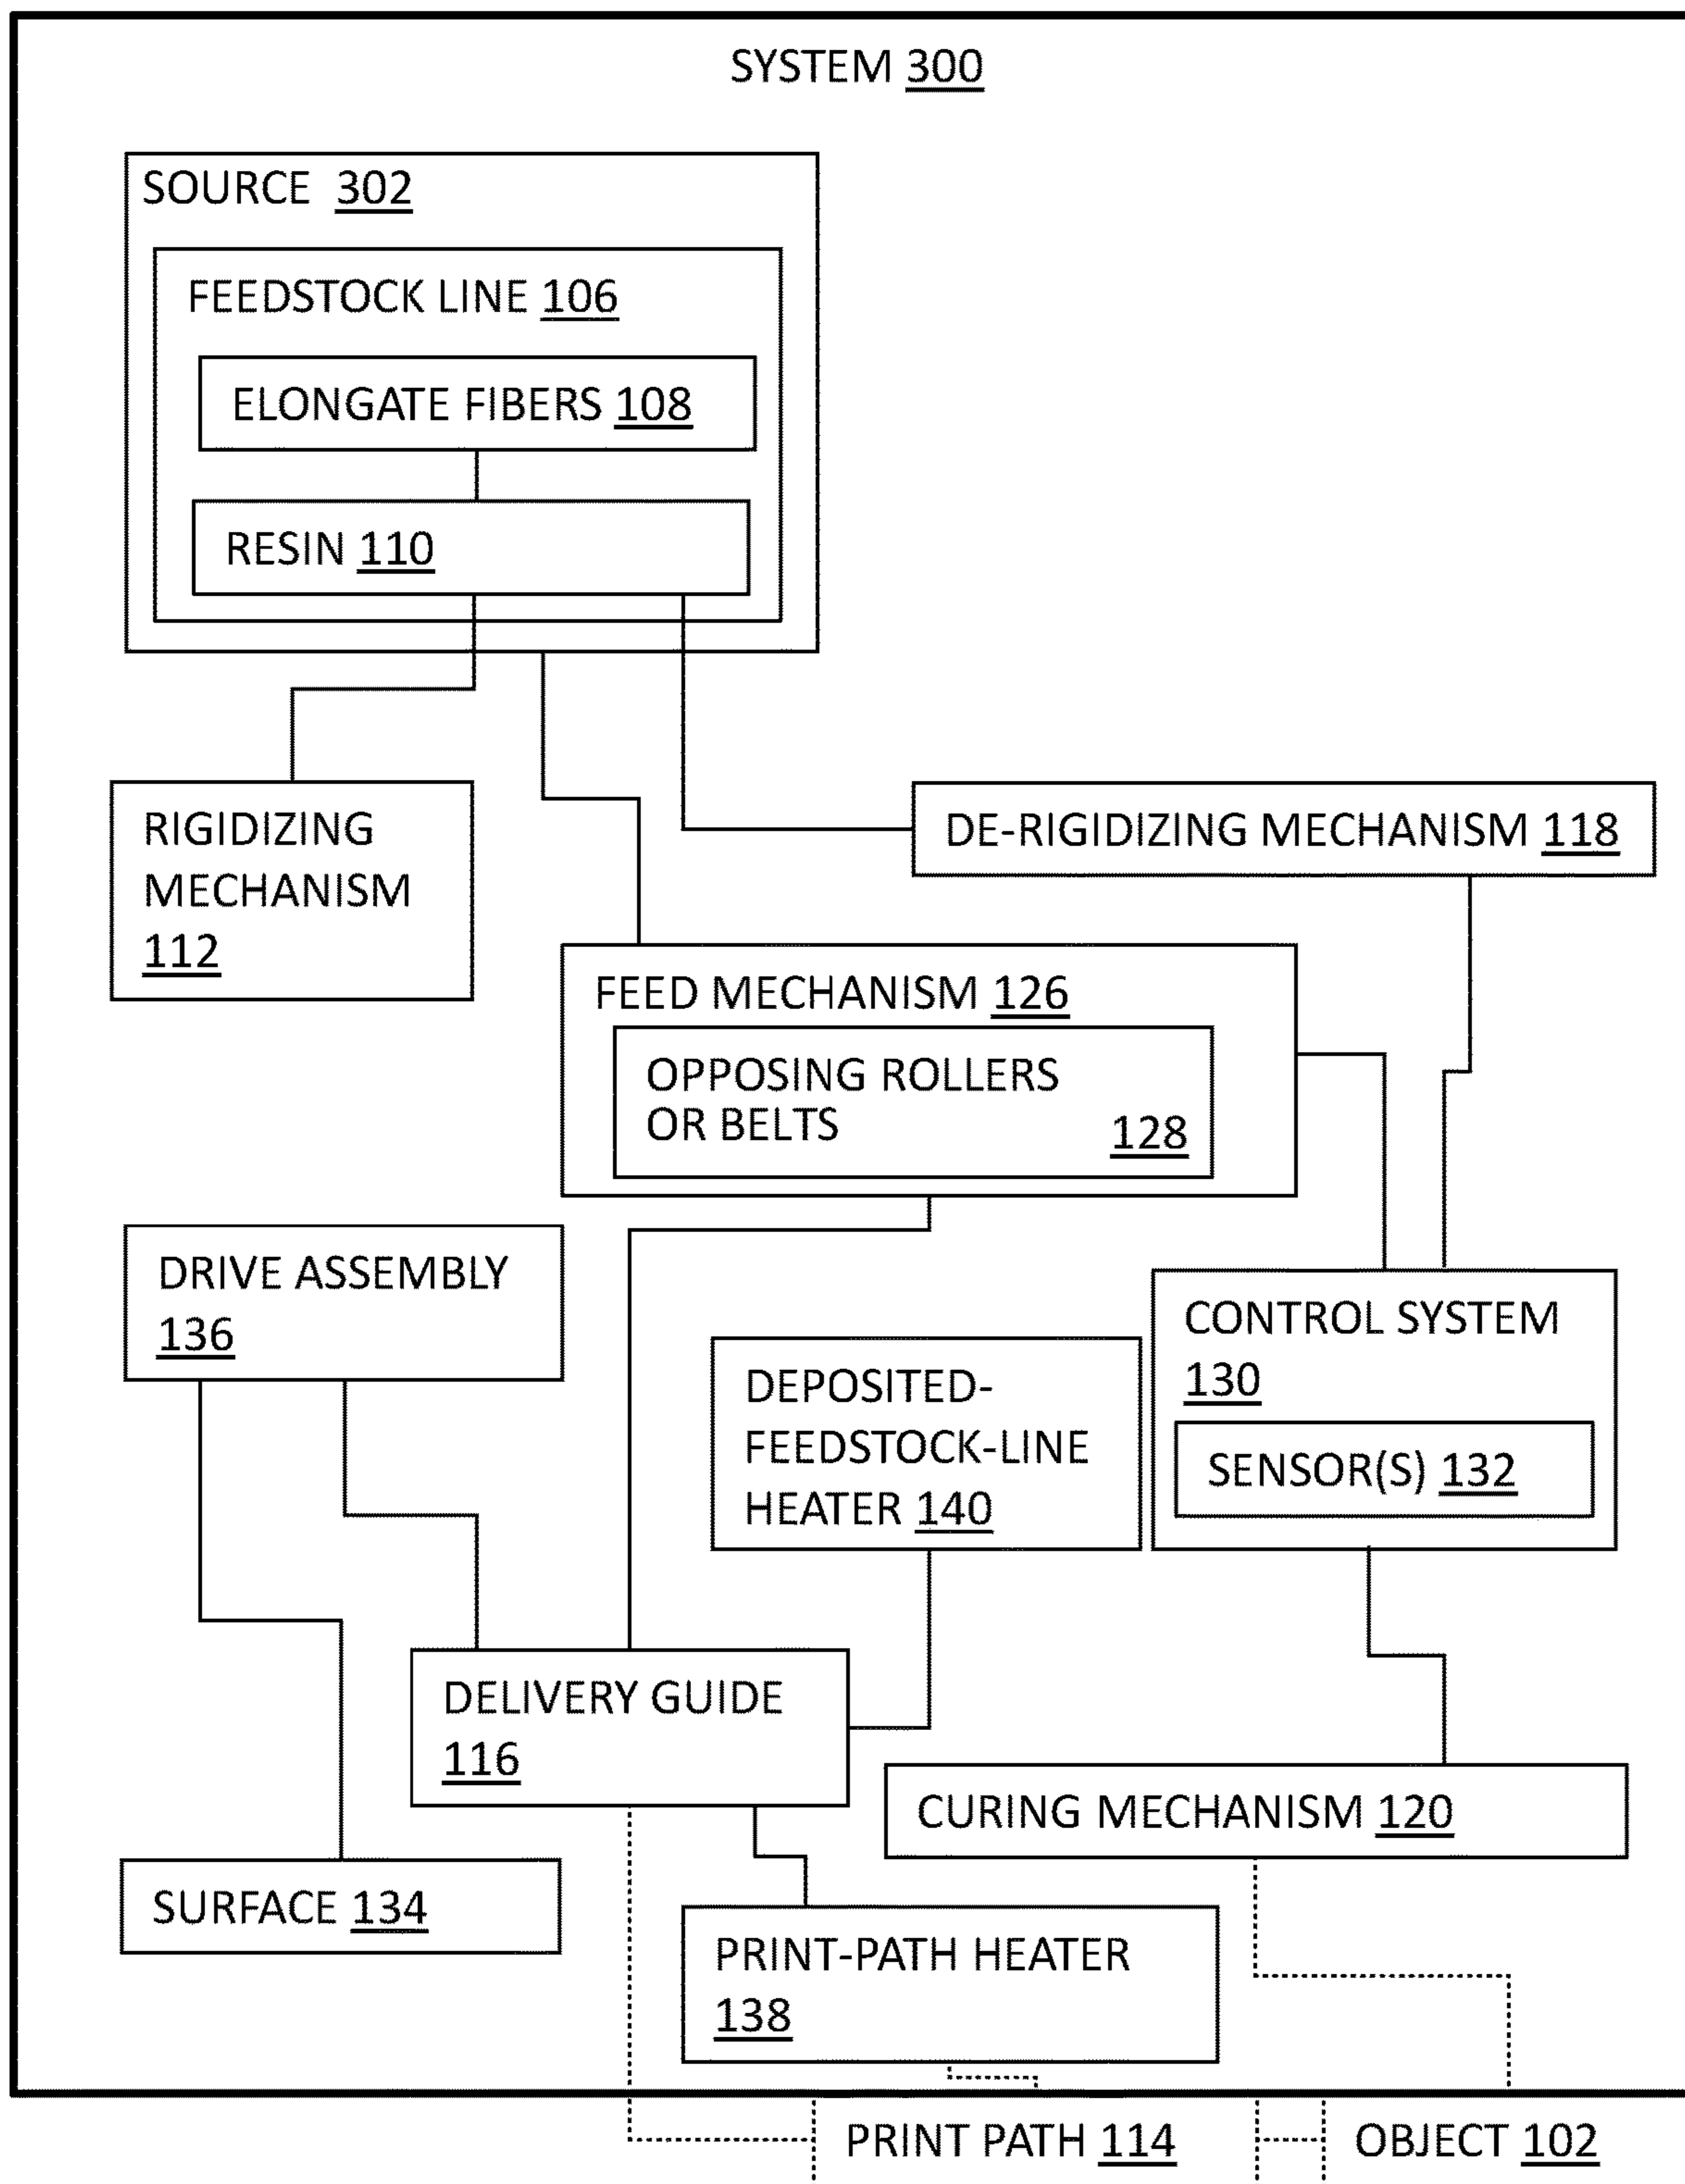 SYSTEM 300
SOURCE 302
FEEDSTOCK LINE 106
ELONGATE FIBERS 108
RESIN 110
RIGIDIZING
MECHANISM
112
DE-RIGIDIZING MECHANISM 118
FEED MECHANISM 126
OPPOSING ROLLERS
OR BELTS
128
DRIVE ASSEMBLY
136
CONTROL SYSTEM
130
SENSOR(S) 132
DEPOSITED-
FEEDSTOCK-LINE
HEATER 140
DELIVERY GUIDE
116
CURING MECHANISM 120
SURFACE 134
PRINT-PATH HEATER
138
PRINT PATH 114
OBJECT 102